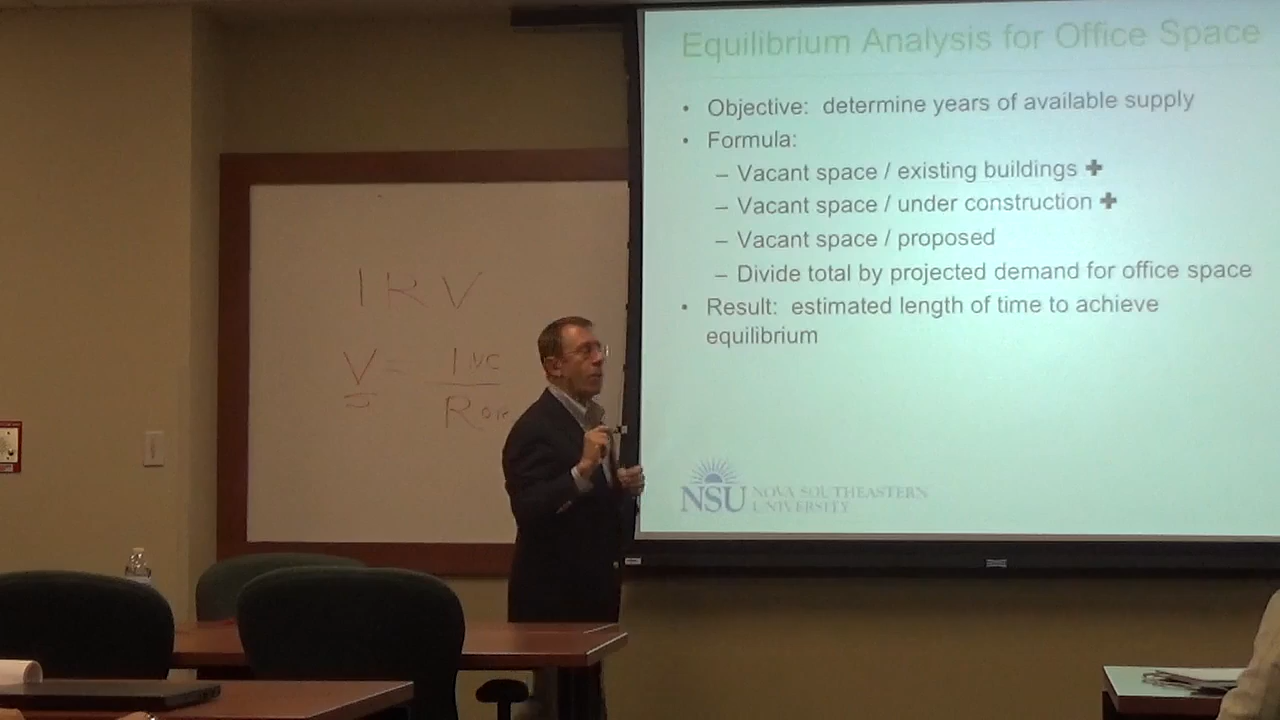 I R V
V = Inc
R
Equilibrium Analysis for Office Space
• Objective: determine years of available supply
• Formula:
– Vacant space / existing buildings +
– Vacant space / under construction +
– Vacant space / proposed
– Divide total by projected demand for office space
• Result: estimated length of time to achieve
equilibrium
NSU NOVA SOUTHEASTERN
UNIVERSITY